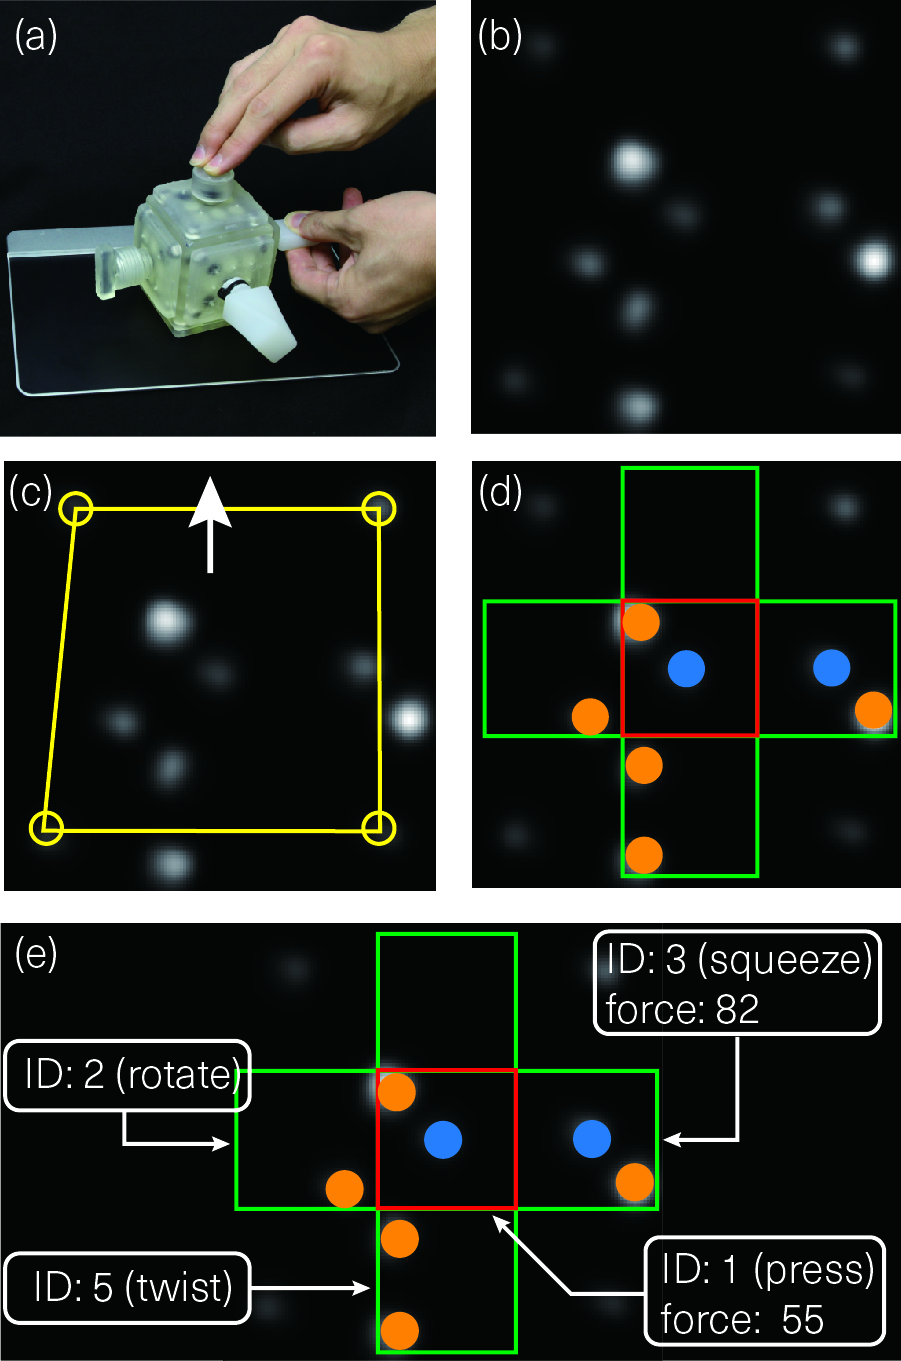 (a)
(b)
(c)
(d)
(e)
ID: 3 (squeeze)
force: 82
ID: 2 (rotate)
ID: 5 (twist)
ID: 1 (press)
force: 55